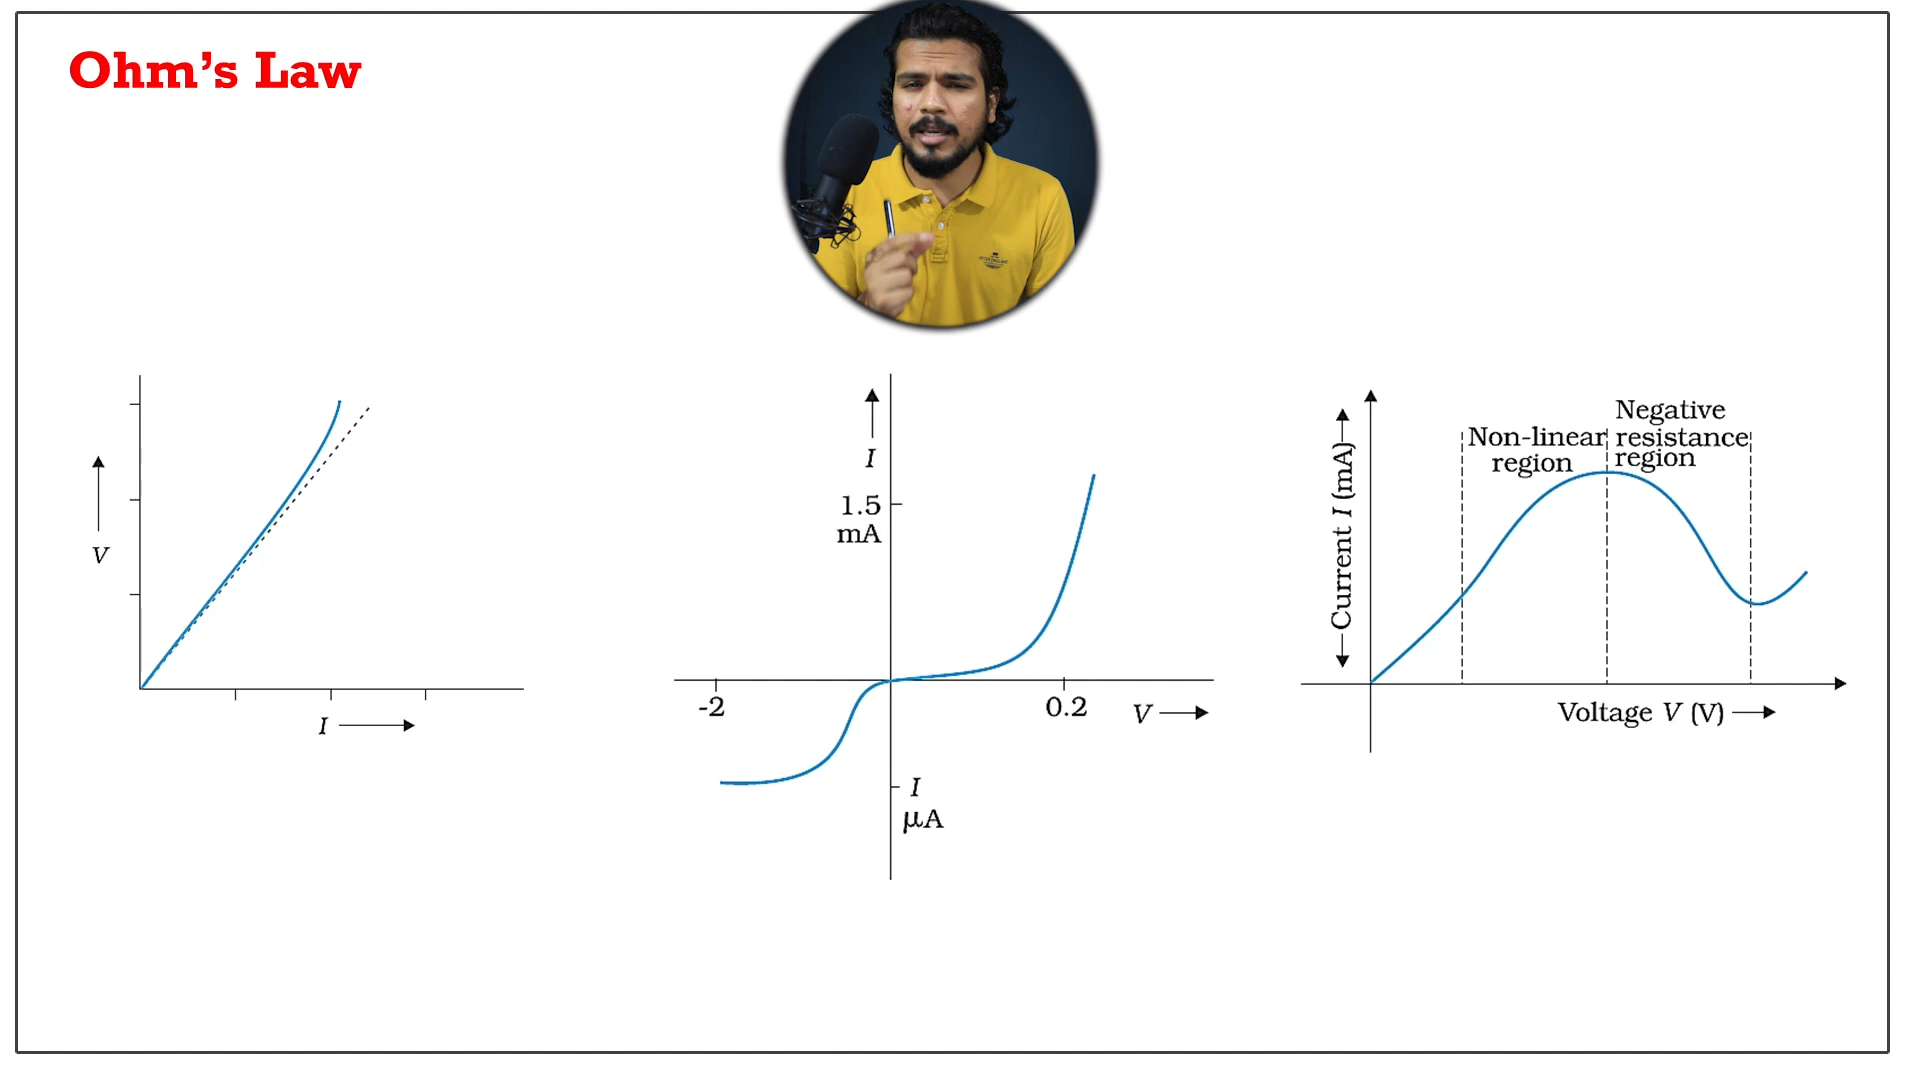 Ohm's Law
V
I
I
1.5
mA
-2
0.2
V
I
μA
Current I (mA)
Non-linear
region
Negative
resistance
region
Voltage V (V)